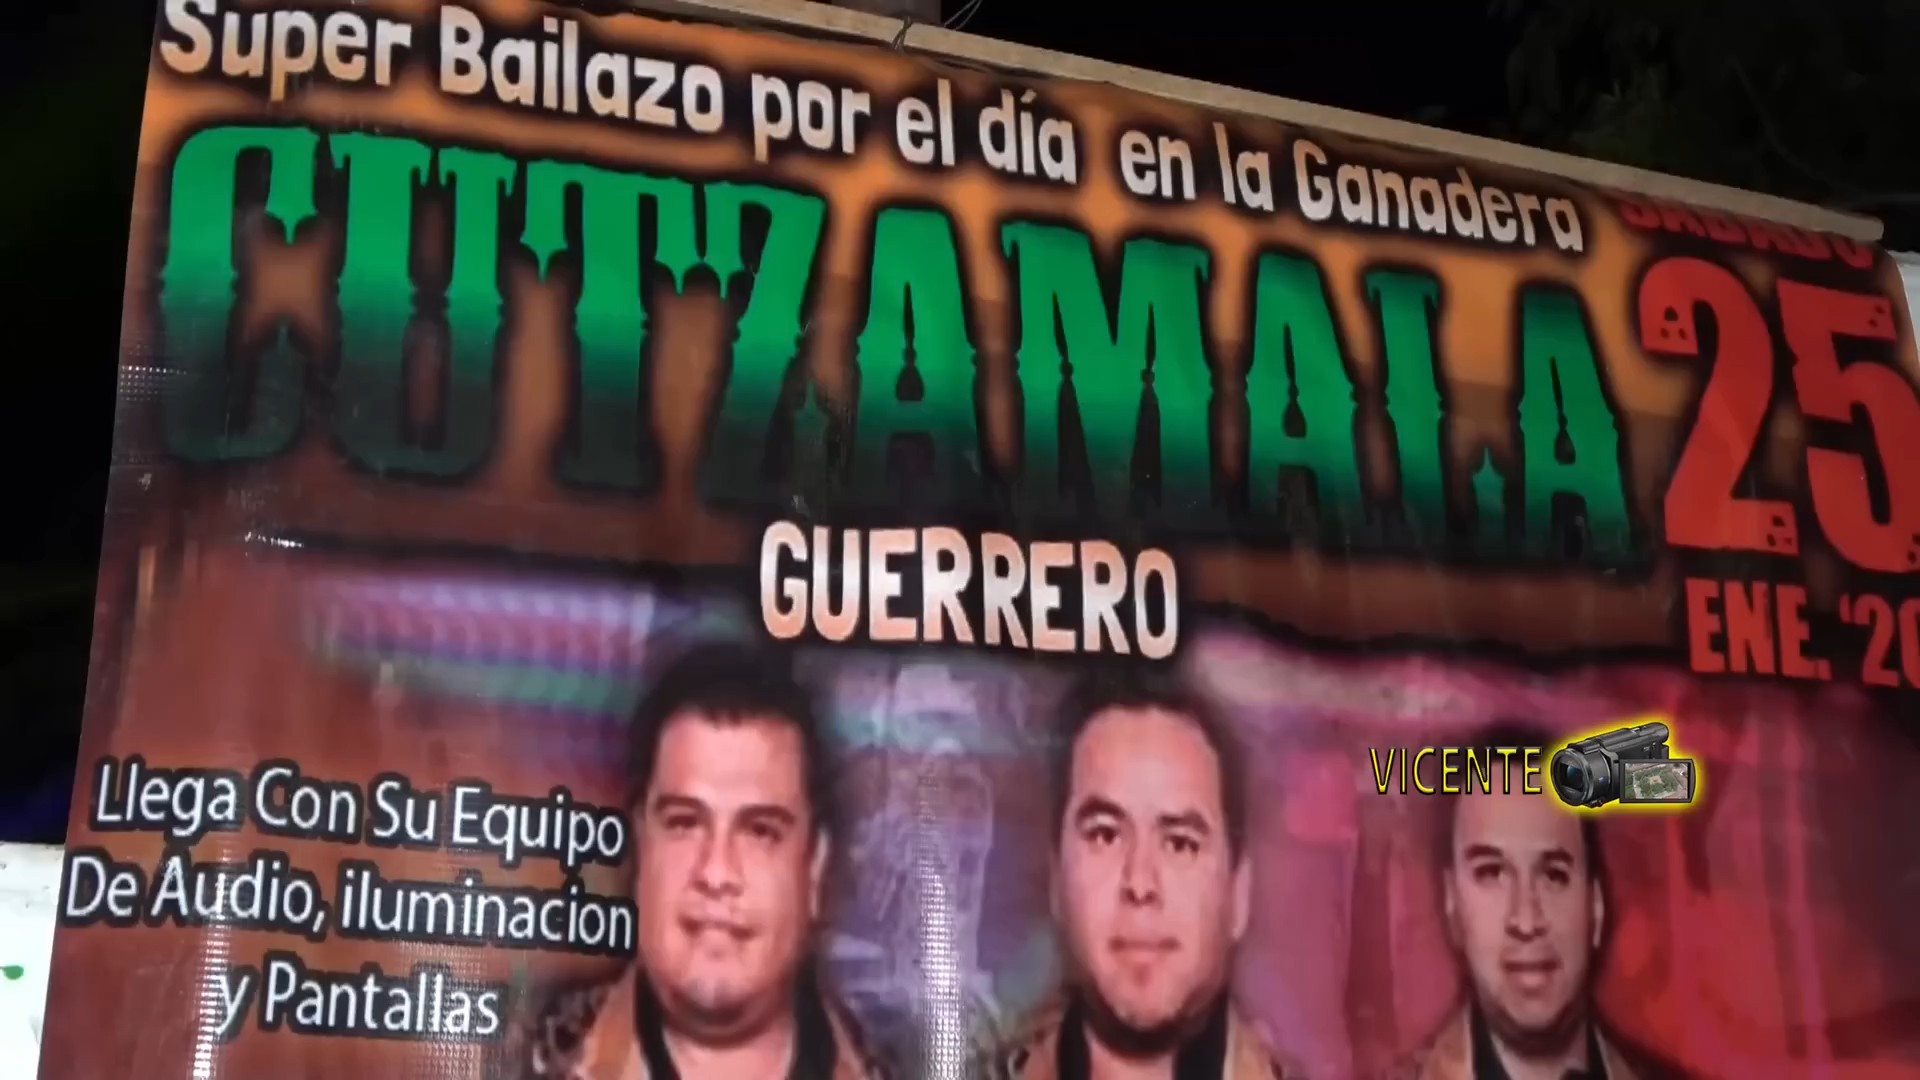 Super Bailazo por el día en la Ganadera
CUTZAMALA
GUERRERO
SABADO
25
ENE. '20
Llega Con Su Equipo
De Audio, iluminacion
y Pantallas
VICENTE